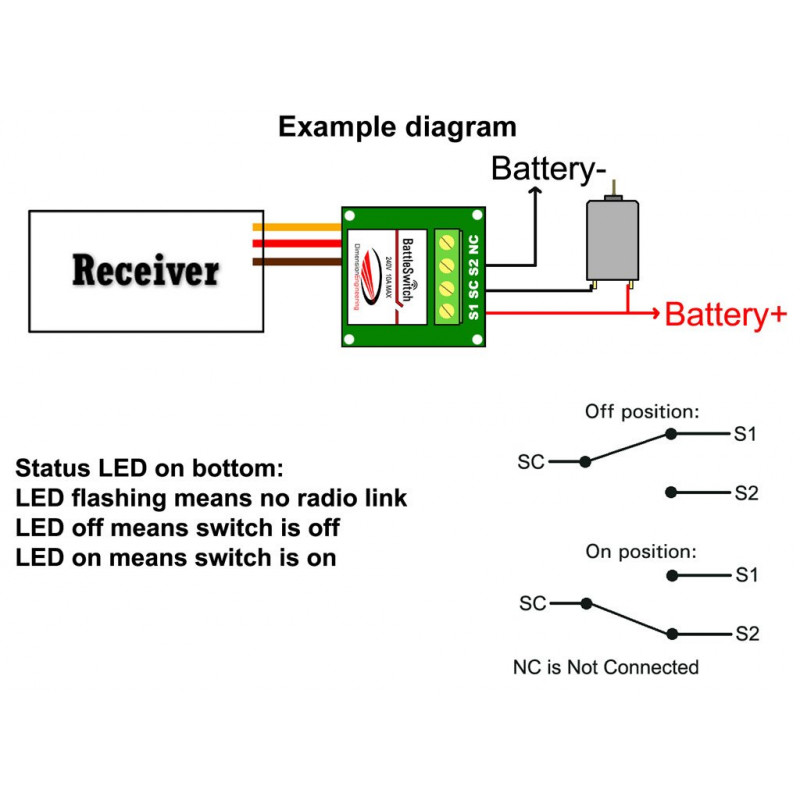 Example diagram
Battery-
Receiver
BattleSwitch
240V 10A MAX
DimensionEngineering
S1 SC S2 NC
Battery+
Off position:
SC
S1
S2
Status LED on bottom:
LED flashing means no radio link
LED off means switch is off
LED on means switch is on
On position:
S1
SC
S2
NC is Not Connected